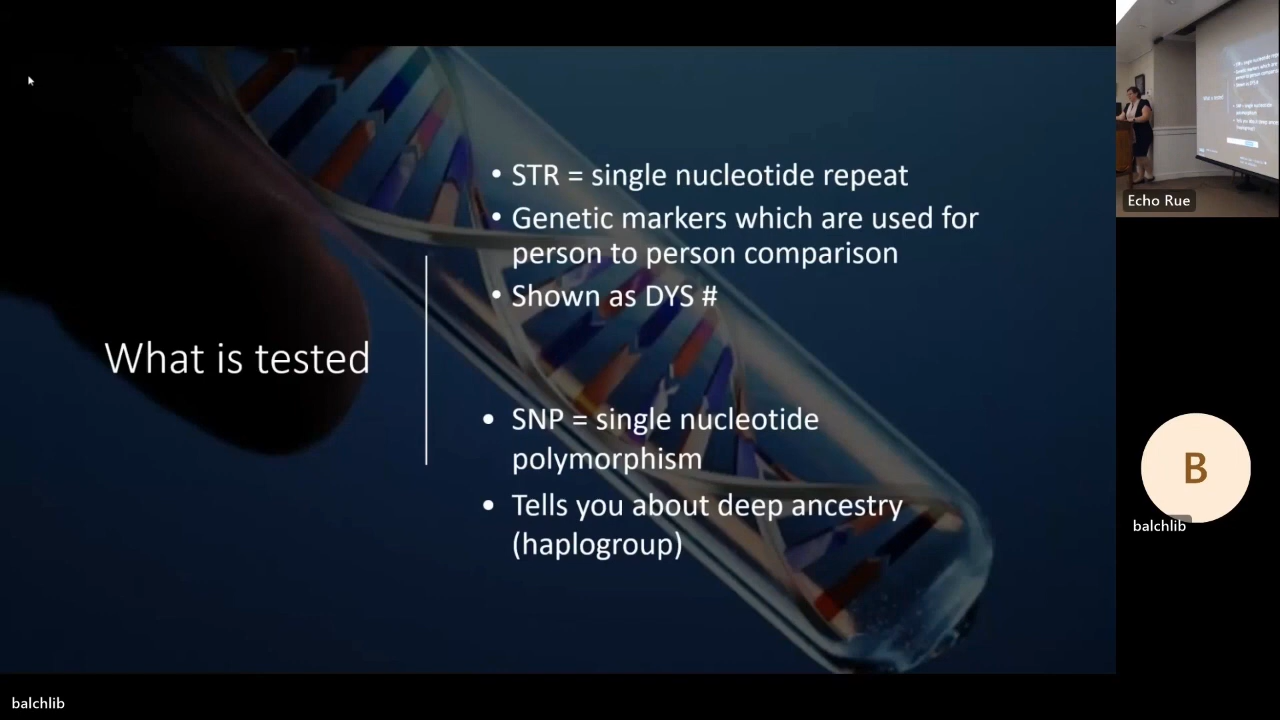 STR = single nucleotide repeat
Genetic markers which are used for
person to person comparison
Shown as DYS #
What is tested
SNP = single nucleotide
polymorphism
Tells you about deep ancestry
(haplogroup)
Echo Rue
B
balchlib
balchlib